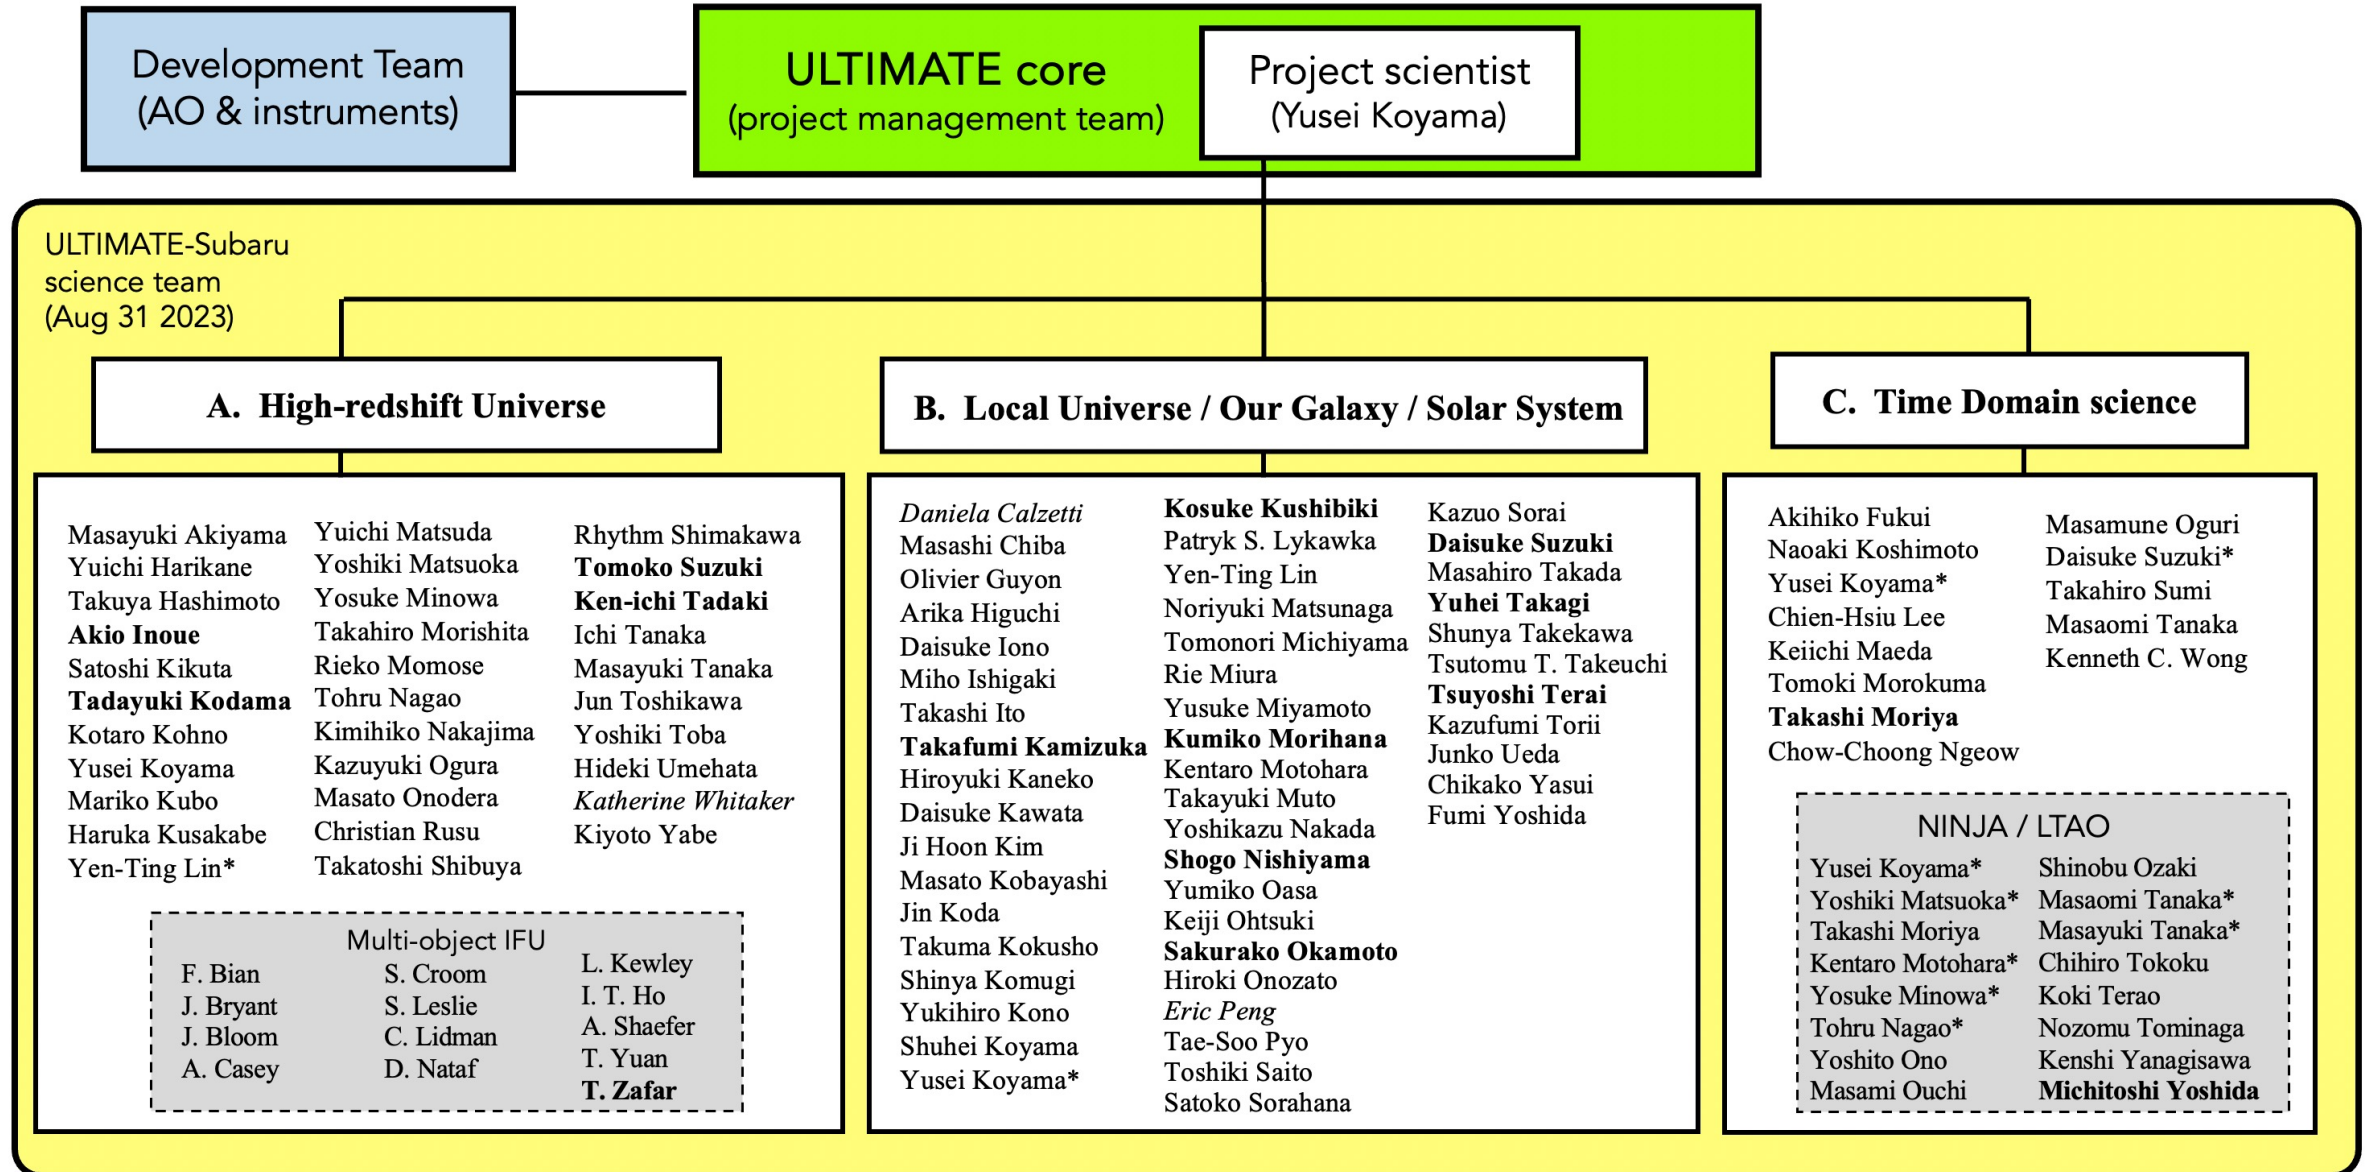 Development Team
(AO & instruments)
ULTIMATE core
(project management team)
Project scientist
(Yusei Koyama)
ULTIMATE-Subaru
science team
(Aug 31 2023)
A. High-redshift Universe
Masayuki Akiyama
Yuichi Harikane
Takuya Hashimoto
Akio Inoue
Satoshi Kikuta
Tadayuki Kodama
Kotaro Kohno
Yusei Koyama
Mariko Kubo
Haruka Kusakabe
Yen-Ting Lin*
Yuichi Matsuda
Yoshiki Matsuoka
Yosuke Minowa
Takahiro Morishita
Rieko Momose
Tohru Nagao
Kimihiko Nakajima
Kazuyuki Ogura
Masato Onodera
Christian Rusu
Takatoshi Shibuya
Rhythm Shimakawa
Tomoko Suzuki
Ken-ichi Tadaki
Ichi Tanaka
Masayuki Tanaka
Jun Toshikawa
Yoshiki Toba
Hideki Umehata
Katherine Whitaker
Kiyoto Yabe
Multi-object IFU
F. Bian
J. Bryant
J. Bloom
A. Casey
S. Croom
S. Leslie
C. Lidman
D. Nataf
L. Kewley
I. T. Ho
A. Shaefer
T. Yuan
T. Zafar
B. Local Universe / Our Galaxy / Solar System
Daniela Calzetti
Masashi Chiba
Olivier Guyon
Arika Higuchi
Daisuke Iono
Miho Ishigaki
Takashi Ito
Takafumi Kamizuka
Hiroyuki Kaneko
Daisuke Kawata
Ji Hoon Kim
Masato Kobayashi
Jin Koda
Takuma Kokusho
Shinya Komugi
Yukihiro Kono
Shuhei Koyama
Yusei Koyama*
Kosuke Kushibiki
Patryk S. Lykawka
Yen-Ting Lin
Noriyuki Matsunaga
Tomonori Michiyama
Rie Miura
Yusuke Miyamoto
Kumiko Morihana
Kentaro Motohara
Takayuki Muto
Yoshikazu Nakada
Shogo Nishiyama
Yumiko Oasa
Keiji Ohtsuki
Sakurako Okamoto
Hiroki Onozato
Eric Peng
Tae-Soo Pyo
Toshiki Saito
Satoko Sorahana
Kazuo Sorai
Daisuke Suzuki
Masahiro Takada
Yuhei Takagi
Shunya Takekawa
Tsutomu T. Takeuchi
Tsuyoshi Terai
Kazufumi Torii
Junko Ueda
Chikako Yasui
Fumi Yoshida
C. Time Domain science
Akihiko Fukui
Naoaki Koshimoto
Yusei Koyama*
Chien-Hsiu Lee
Keiichi Maeda
Tomoki Morokuma
Takashi Moriya
Chow-Choong Ngeow
Masamune Oguri
Daisuke Suzuki*
Takahiro Sumi
Masaomi Tanaka
Kenneth C. Wong
NINJA / LTAO
Yusei Koyama*
Yoshiki Matsuoka*
Takashi Moriya
Kentaro Motohara*
Yosuke Minowa*
Tohru Nagao*
Yoshito Ono
Masami Ouchi
Shinobu Ozaki
Masaomi Tanaka*
Masayuki Tanaka*
Chihiro Tokoku
Koki Terao
Nozomu Tominaga
Kenshi Yanagisawa
Michitoshi Yoshida